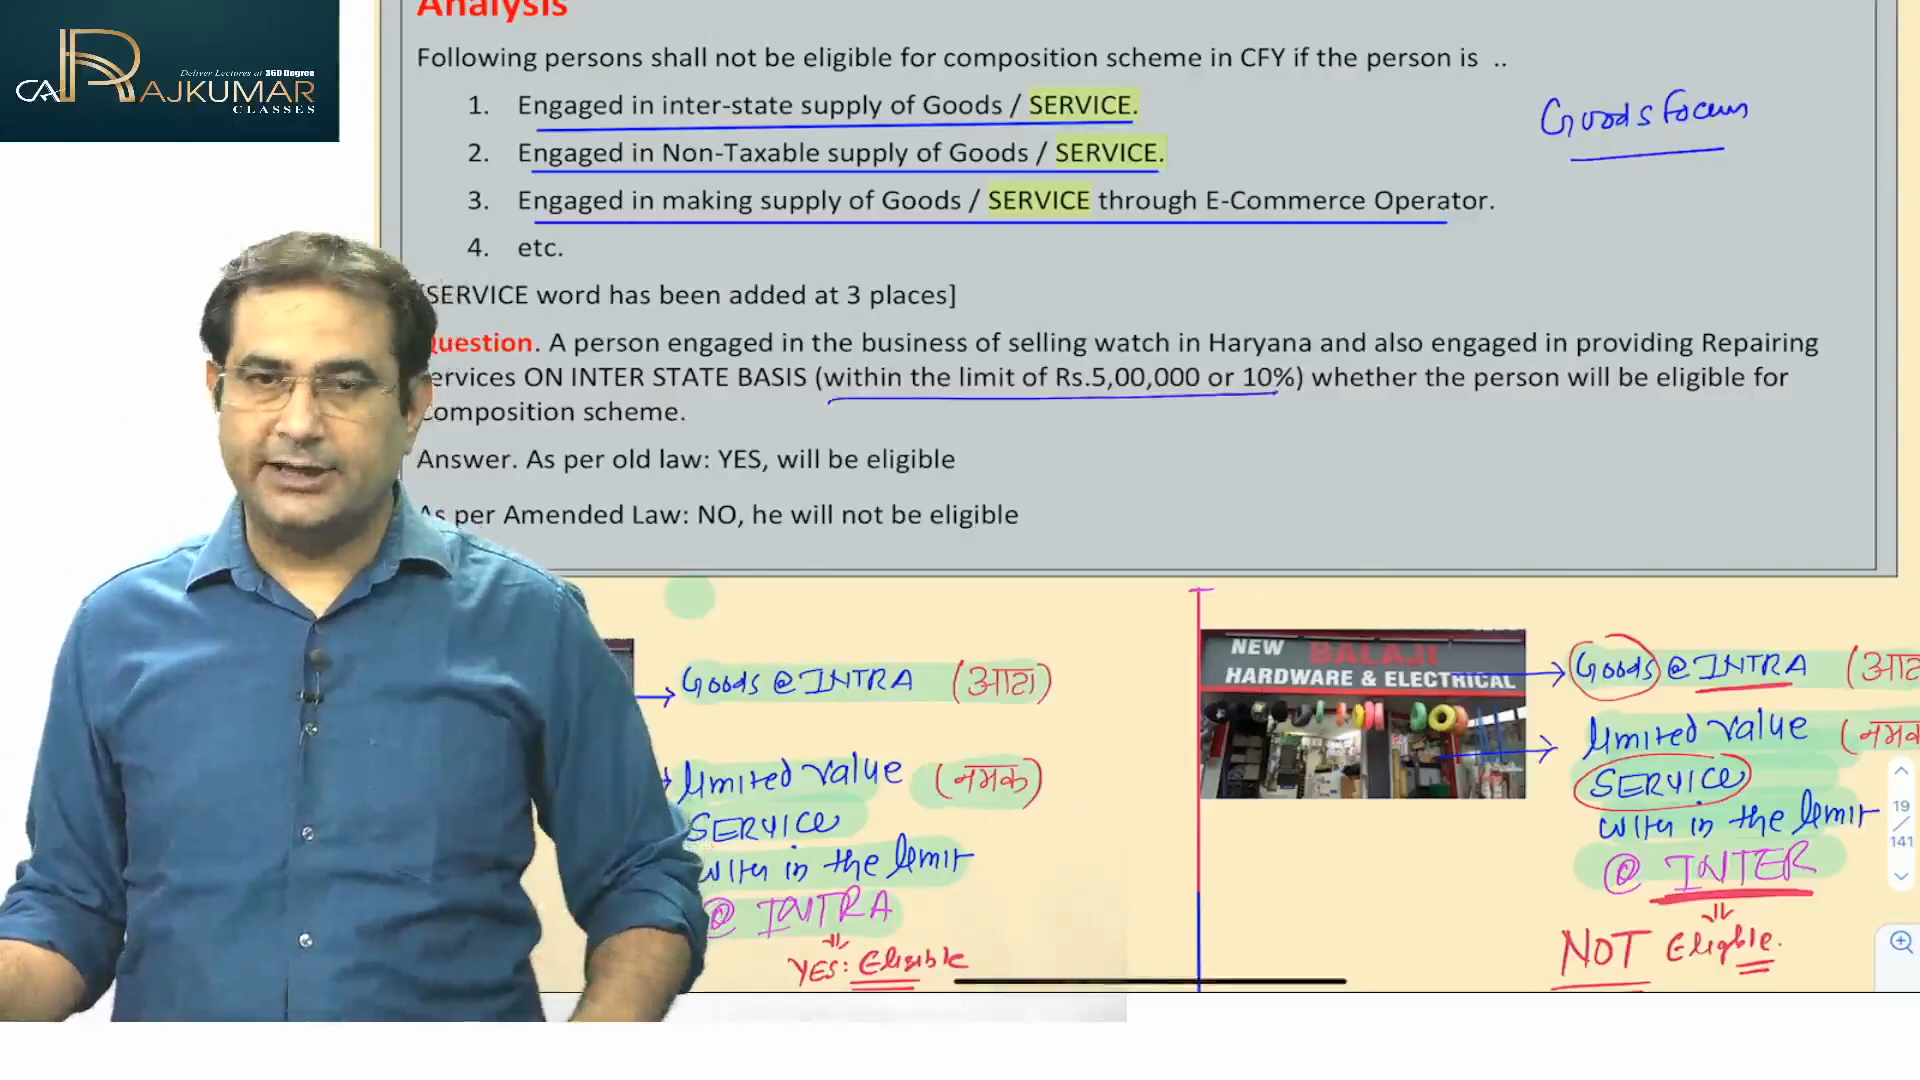 Deliver Lectures at 360 Degree
CA RAJKUMAR
CLASSES
Analysis
Following persons shall not be eligible for composition scheme in CFY if the person is ..
1. Engaged in inter-state supply of Goods / SERVICE.
2. Engaged in Non-Taxable supply of Goods / SERVICE.
3. Engaged in making supply of Goods / SERVICE through E-Commerce Operator.
4. etc.
Goods Focus
SERVICE word has been added at 3 places]
Question. A person engaged in the business of selling watch in Haryana and also engaged in providing Repairing
ervices ON INTER STATE BASIS (within the limit of Rs.5,00,000 or 10%) whether the person will be eligible for
composition scheme.
Answer. As per old law: YES, will be eligible
As per Amended Law: NO, he will not be eligible
Goods @ INTRA (आटा)
limited value (नमक)
SERVICE
with in the limit
@ INTRA
YES: Eligible
NEW BALAJI
HARDWARE & ELECTRICAL
Goods @ INTRA (आट
limited value (नमक
SERVICE
with in the limit
@ INTER
NOT Eligble.
19
/
141